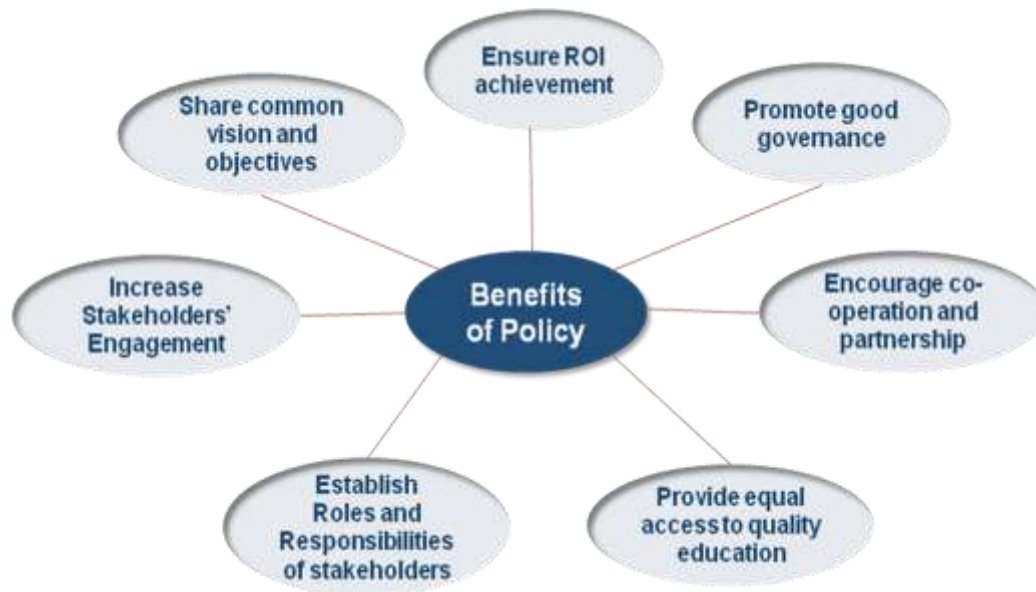 Ensure ROI
achievement
Share common
vision and
objectives
Promote good
governance
Increase
Stakeholders'
Engagement
Benefits
of Policy
Encourage co-
operation and
partnership
Establish
Roles and
Responsibilities
of stakeholders
Provide equal
access to quality
education